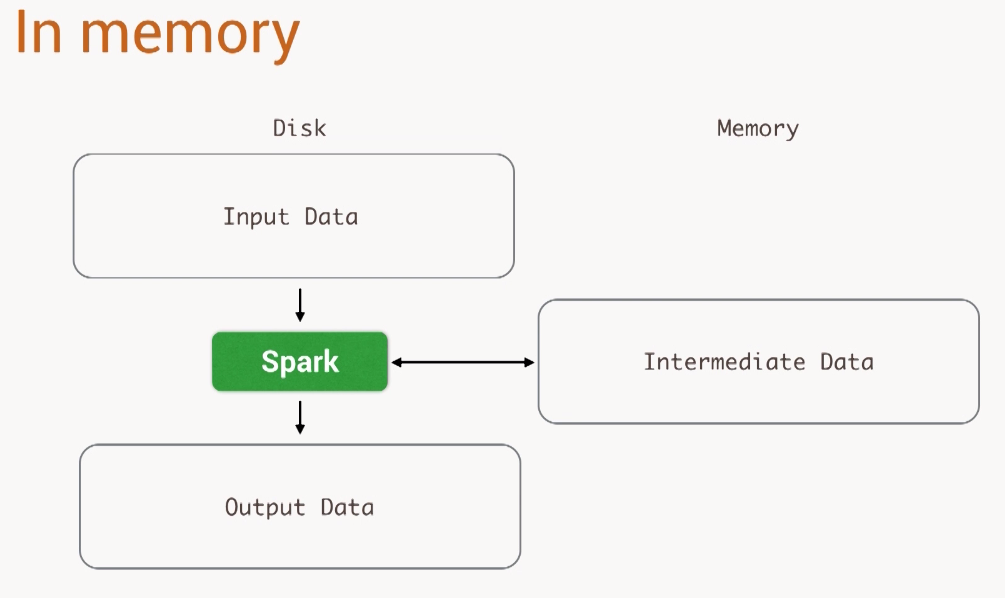 In memory
Disk
Memory
Input Data
Spark
Intermediate Data
Output Data